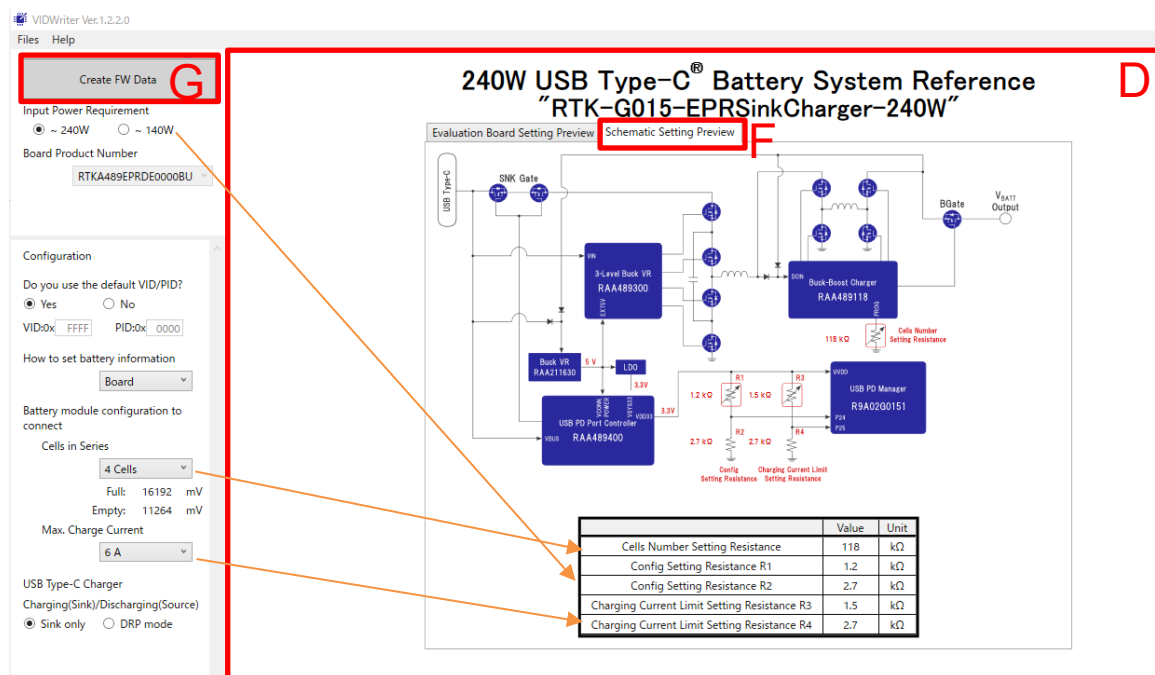 VIDWriter Ver.1.2.2.0
Files Help
Create FW Data
G
Input Power Requirement
~ 240W ~ 140W
Board Product Number
RTKA489EPRDE0000BU
Configuration
Do you use the default VID/PID?
Yes No
VID:0x FFFF PID:0x 0000
How to set battery information
Board
Battery module configuration to
connect
Cells in Series
4 Cells
Full: 16192 mV
Empty: 11264 mV
Max. Charge Current
6 A
USB Type-C Charger
Charging(Sink)/Discharging(Source)
Sink only DRP mode
D
240W USB Type-C® Battery System Reference
"RTK-G015-EPRSinkCharger-240W"
Evaluation Board Setting Preview Schematic Setting Preview
F
USB Type-C
SNK Gate
BGate
VBATT
Output
VIN
3-Level Buck VR
RAA489300
EXT5V
DCIN
Buck-Boost Charger
RAA489118
PROG
118 kΩ
Cells Number
Setting Resistance
Busk VR
RAA211630
5 V
LDO
3.3V
VCONN
POWER
VSYS33
VDD33
3.3V
USB PD Port Controller
RAA489400
VBUS
R1
1.2 kΩ
R3
1.5 kΩ
R2
2.7 kΩ
R4
2.7 kΩ
Config
Setting Resistance
Charging Current Limit
Setting Resistance
UVDD
USB PD Manager
R9A02G0151
P24
P25
Value Unit
Cells Number Setting Resistance 118 kΩ
Config Setting Resistance R1 1.2 kΩ
Config Setting Resistance R2 2.7 kΩ
Charging Current Limit Setting Resistance R3 1.5 kΩ
Charging Current Limit Setting Resistance R4 2.7 kΩ